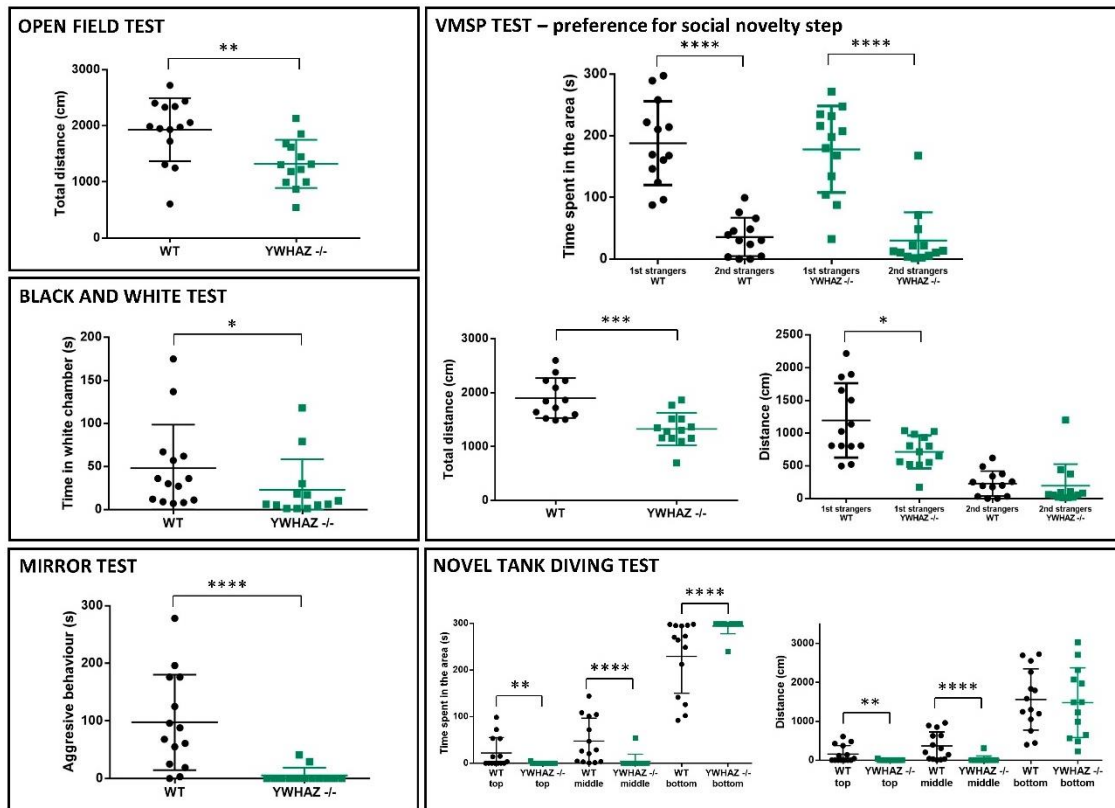 OPEN FIELD TEST
**
Total distance (cm)
3000
2000
1000
0
WT
YWHAZ -/-
BLACK AND WHITE TEST
*
Time in white chamber (s)
200
150
100
50
0
WT
YWHAZ -/-
MIRROR TEST
****
Aggresive behaviour (s)
300
200
100
0
WT
YWHAZ -/-
VMSP TEST – preference for social novelty step
**** ****
Time spent in the area (s)
300
200
100
0
1st strangers 2nd strangers 1st strangers 2nd strangers
WT WT YWHAZ -/- YWHAZ -/-
***
Total distance (cm)
3000
2000
1000
0
WT
YWHAZ -/-
*
Distance (cm)
2500
2000
1500
1000
500
0
1st strangers 1st strangers 2nd strangers 2nd strangers
WT YWHAZ -/- WT YWHAZ -/-
NOVEL TANK DIVING TEST
** **** ****
Time spent in the area (s)
300
200
100
0
WT YWHAZ -/- WT YWHAZ -/- WT YWHAZ -/-
top top middle middle bottom bottom
** ****
Distance (cm)
3000
2000
1000
0
WT YWHAZ -/- WT YWHAZ -/- WT YWHAZ -/-
top top middle middle bottom bottom